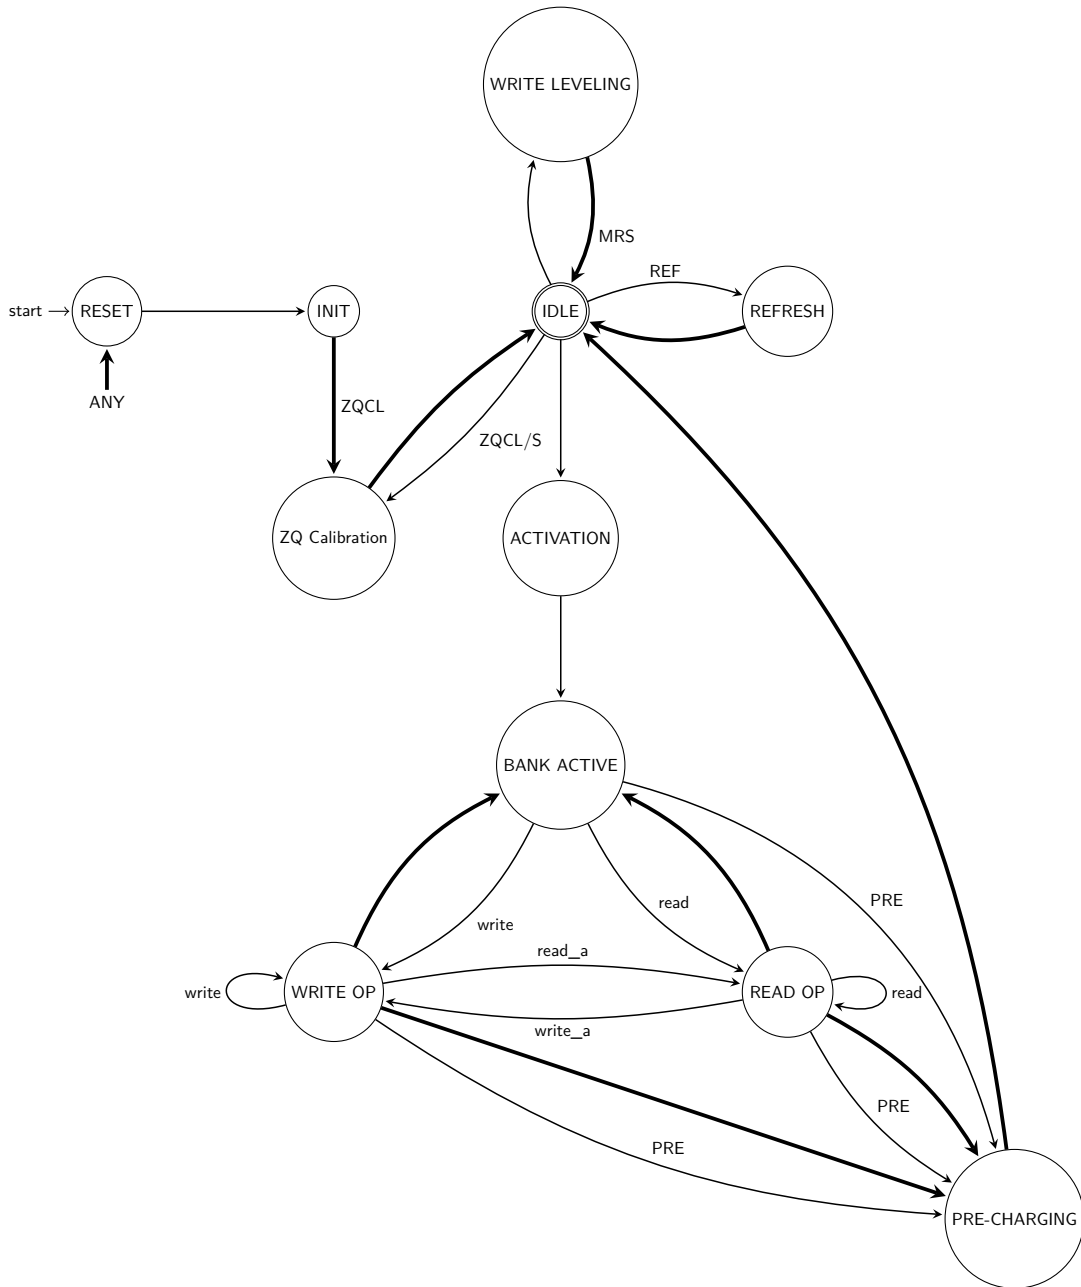 WRITE LEVELING
MRS
REF
start
RESET
INIT
IDLE
REFRESH
ANY
ZQCL
ZQCL/S
ZQ Calibration
ACTIVATION
BANK ACTIVE
PRE
read
write
read_a
write
WRITE OP
READ OP
read
write_a
PRE
PRE
PRE-CHARGING